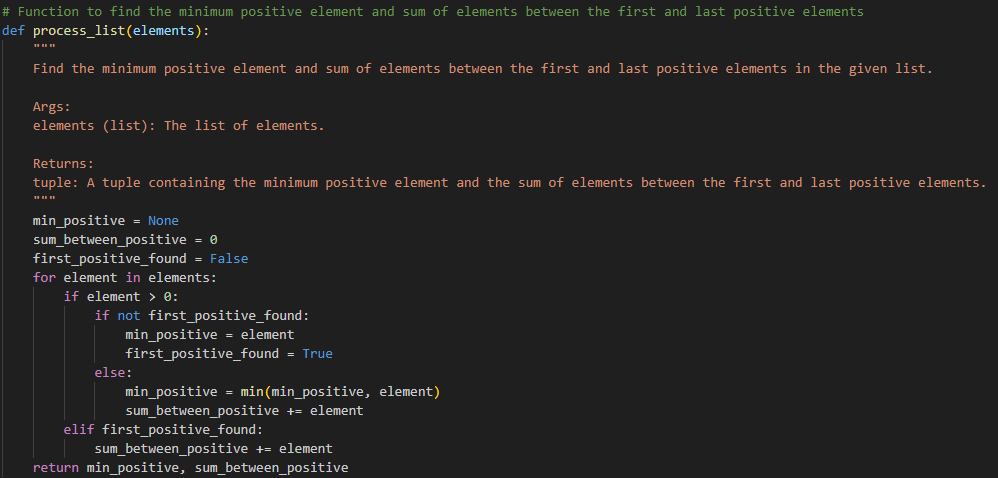 # Function to find the minimum positive element and sum of elements between the first and last positive elements
def process_list(elements):
    """
    Find the minimum positive element and sum of elements between the first and last positive elements in the given list.

    Args:
    elements (list): The list of elements.

    Returns:
    tuple: A tuple containing the minimum positive element and the sum of elements between the first and last positive elements.
    """
    min_positive = None
    sum_between_positive = 0
    first_positive_found = False
    for element in elements:
        if element > 0:
            if not first_positive_found:
                min_positive = element
                first_positive_found = True
            else:
                min_positive = min(min_positive, element)
                sum_between_positive += element
        elif first_positive_found:
            sum_between_positive += element
    return min_positive, sum_between_positive